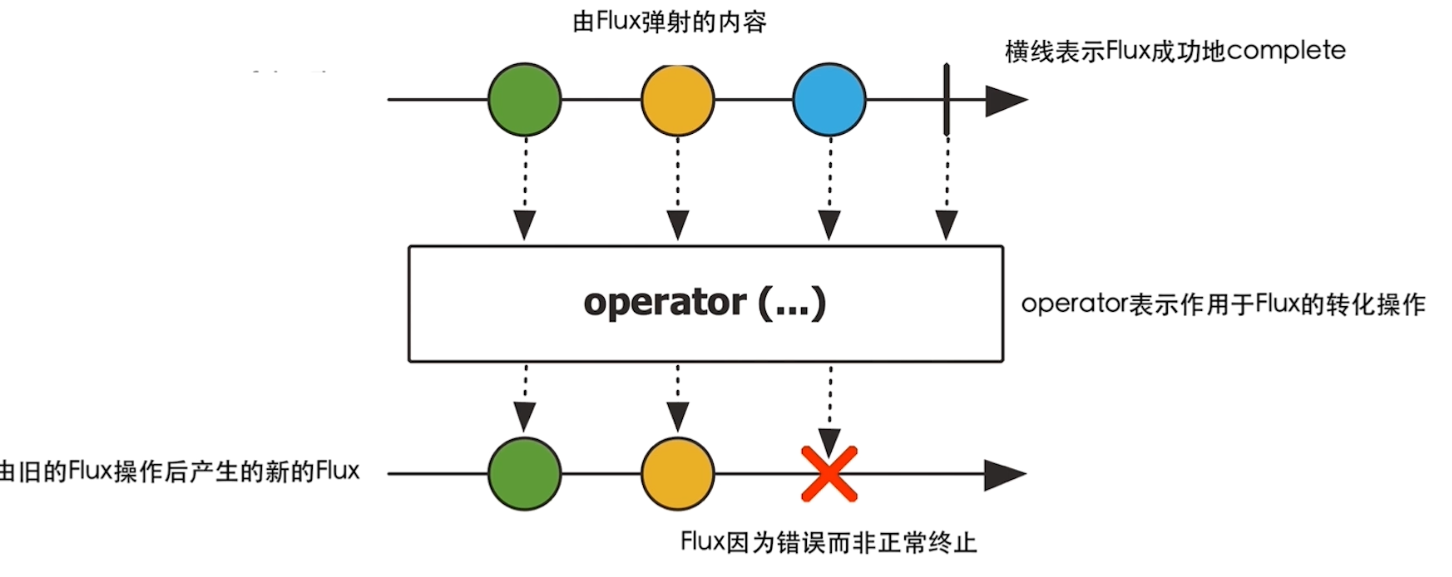 由Flux弹射的内容
横线表示Flux成功地complete
operator (...)
operator表示作用于Flux的转化操作
由旧的Flux操作后产生的新的Flux
Flux因为错误而非正常终止